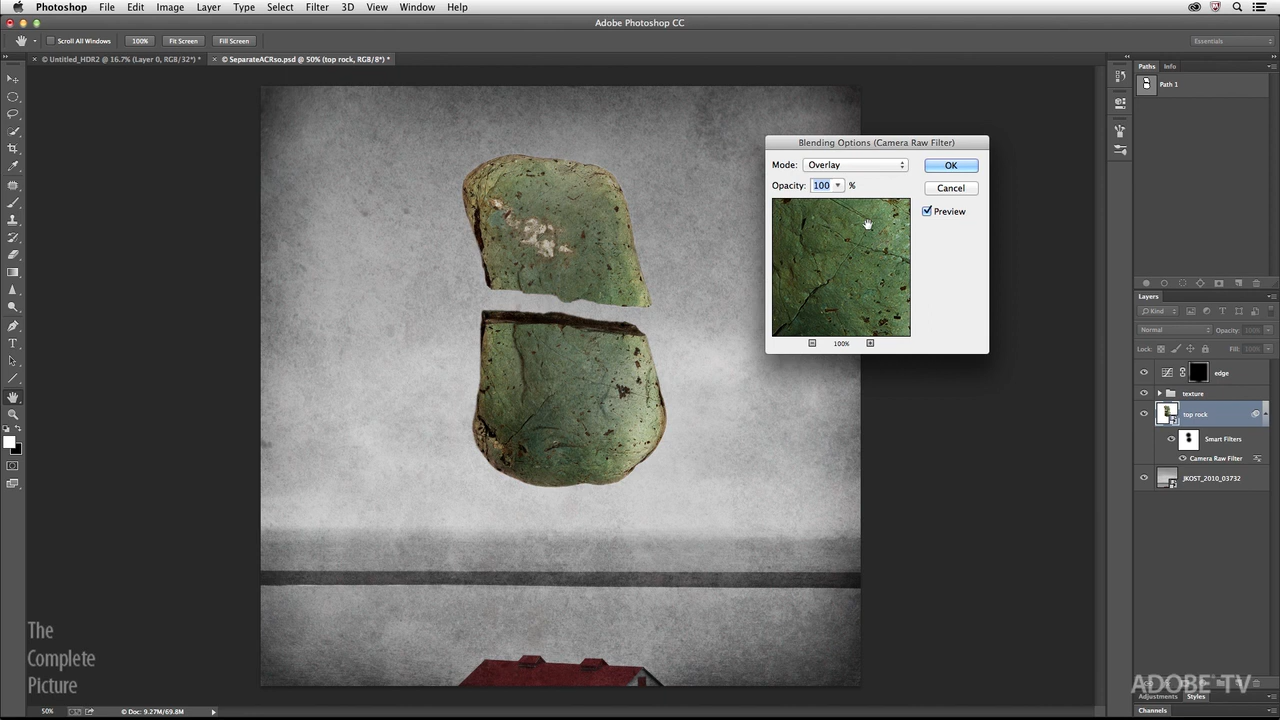 Photoshop File Edit Image Layer Type Select Filter 3D View Window Help
Adobe Photoshop CC
Scroll All Windows 100% Fit Screen Fill Screen Essentials
× © Untitled_HDR2 @ 16.7% (Layer 0, RGB/32*) * × © SeparateACRso.psd @ 50% (top rock, RGB/8*) *
Paths Info
Path 1
Blending Options (Camera Raw Filter)
Mode: Overlay OK
Opacity: 100 % Cancel
Preview
100%
Layers
Kind
Normal Opacity: 100%
Lock: Fill: 100%
edge
texture
top rock
Smart Filters
Camera Raw Filter
JKOST_2010_03732
The
Complete
Picture
ADOBE TV
Adjustments Styles
Channels
50% © Doc: 9.27M/69.8M